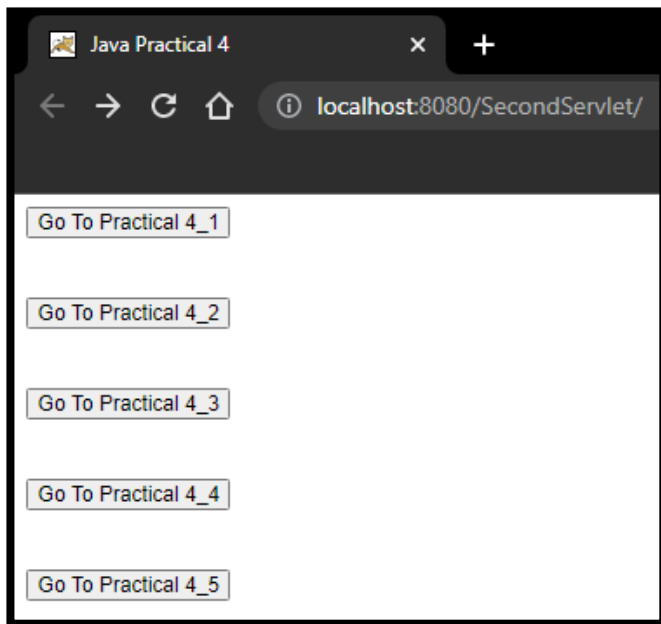 Java Practical 4
localhost:8080/SecondServlet/
Go To Practical 4_1
Go To Practical 4_2
Go To Practical 4_3
Go To Practical 4_4
Go To Practical 4_5